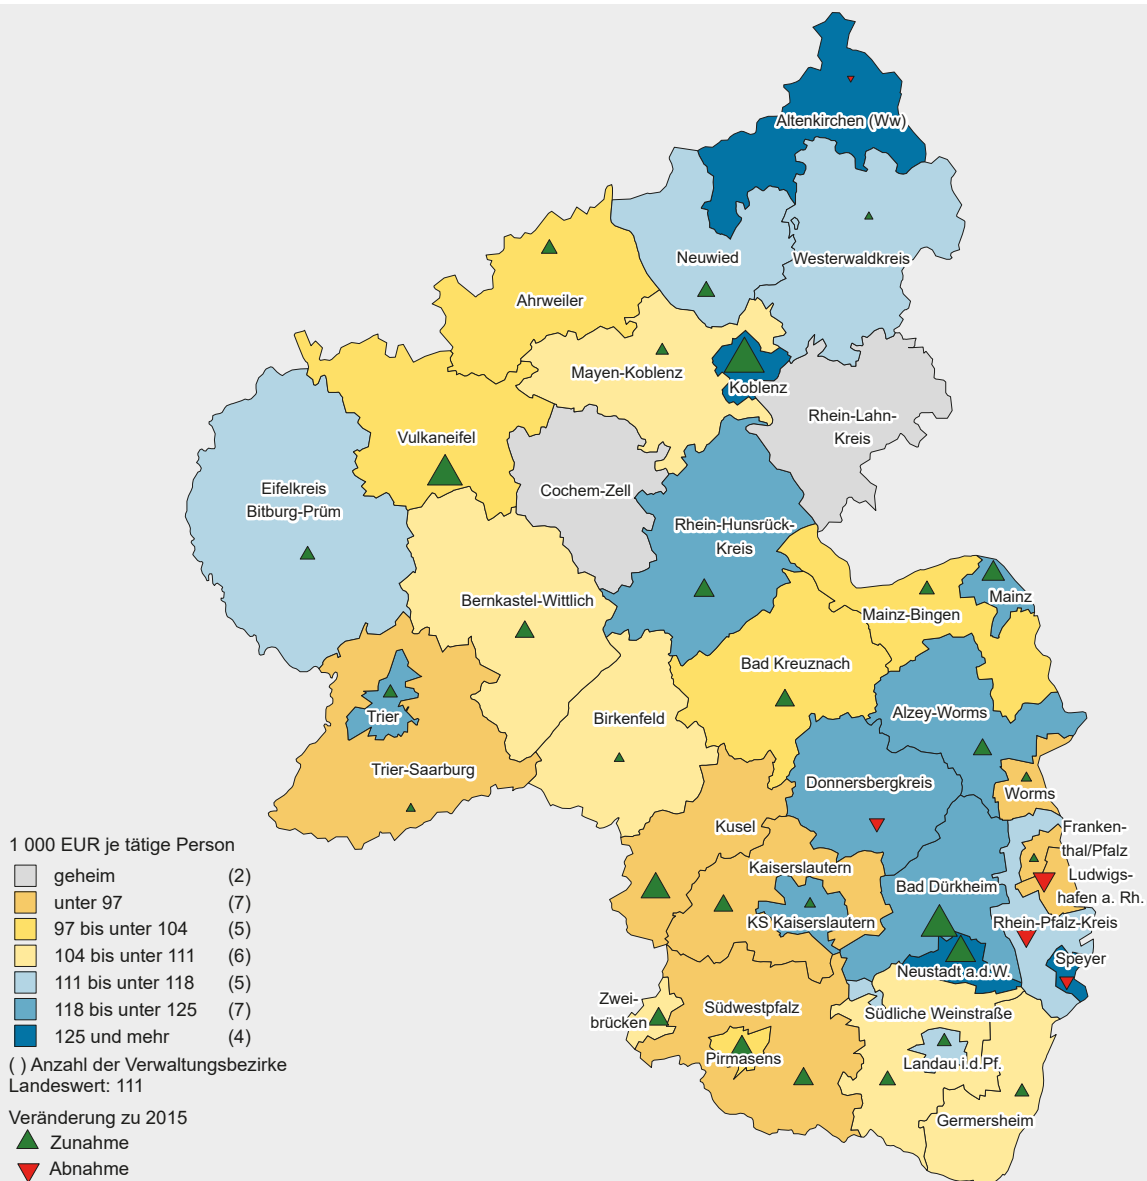 Altenkirchen (Ww)
Neuwied
Westerwaldkreis
Ahrweiler
Mayen-Koblenz
Koblenz
Rhein-Lahn-
Kreis
Vulkaneifel
Cochem-Zell
Eifelkreis
Bitburg-Prüm
Rhein-Hunsrück-
Kreis
Bernkastel-Wittlich
Mainz
Mainz-Bingen
Bad Kreuznach
Birkenfeld
Alzey-Worms
Trier
Trier-Saarburg
Donnersbergkreis
Worms
Kusel
Franken-
thal/Pfalz
Kaiserslautern
Ludwigs-
hafen a. Rh.
Bad Dürkheim
KS Kaiserslautern
Rhein-Pfalz-Kreis
Speyer
Neustadt a.d.W.
Zwei-
brücken
Südwestpfalz
Südliche Weinstraße
Pirmasens
Landau i.d.Pf.
Germersheim
1 000 EUR je tätige Person
geheim (2)
unter 97 (7)
97 bis unter 104 (5)
104 bis unter 111 (6)
111 bis unter 118 (5)
118 bis unter 125 (7)
125 und mehr (4)
( ) Anzahl der Verwaltungsbezirke
Landeswert: 111
Veränderung zu 2015
Zunahme
Abnahme